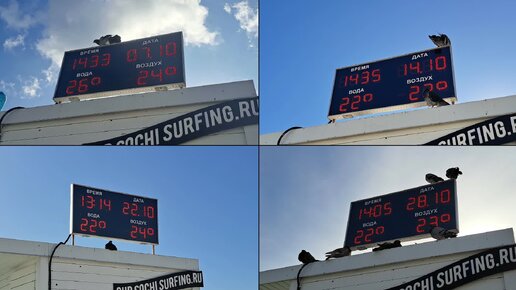 ВРЕМЯ ДАТА
14:33 07.10
ВОДА ВОЗДУХ
26° 24°
SOCHI SURFING.RU
ВРЕМЯ ДАТА
14:35 14.10
ВОДА ВОЗДУХ
22°
SURFING.RU
ВРЕМЯ ДАТА
13:14 22.10
ВОДА ВОЗДУХ
22° 24°
SUP.SOCHI SURFING.RU
ВРЕМЯ ДАТА
14:05 28.10
ВОДА ВОЗДУХ
22° 23°
SOCHI SURFING.RU